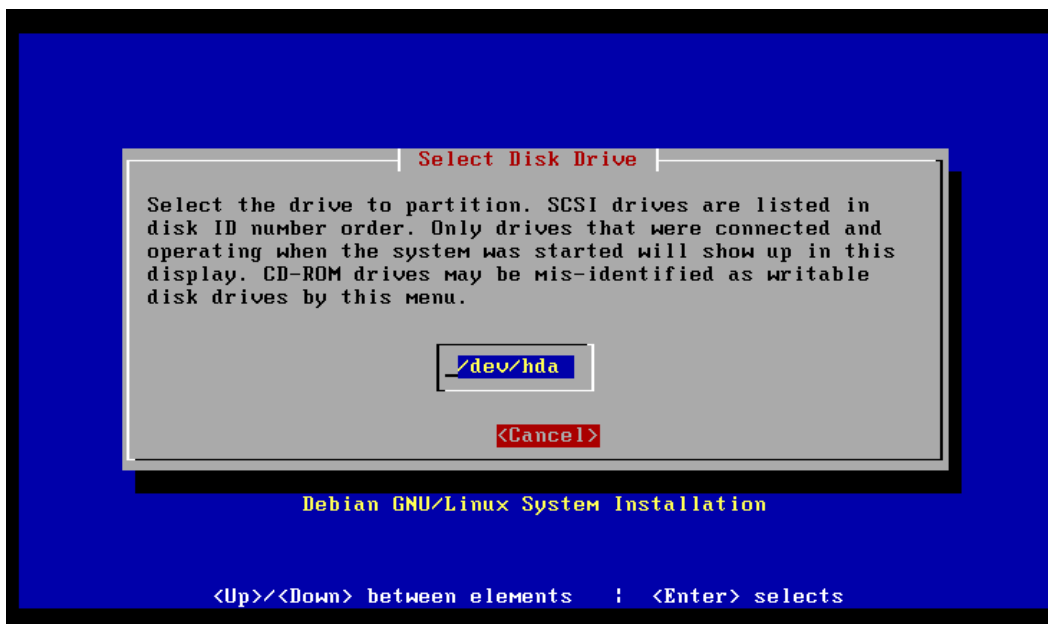 Select Disk Drive
Select the drive to partition. SCSI drives are listed in
disk ID number order. Only drives that were connected and
operating when the system was started will show up in this
display. CD-ROM drives may be mis-identified as writable
disk drives by this menu.
/dev/hda
<Cancel>
Debian GNU/Linux System Installation
<Up>/<Down> between elements ¦ <Enter> selects